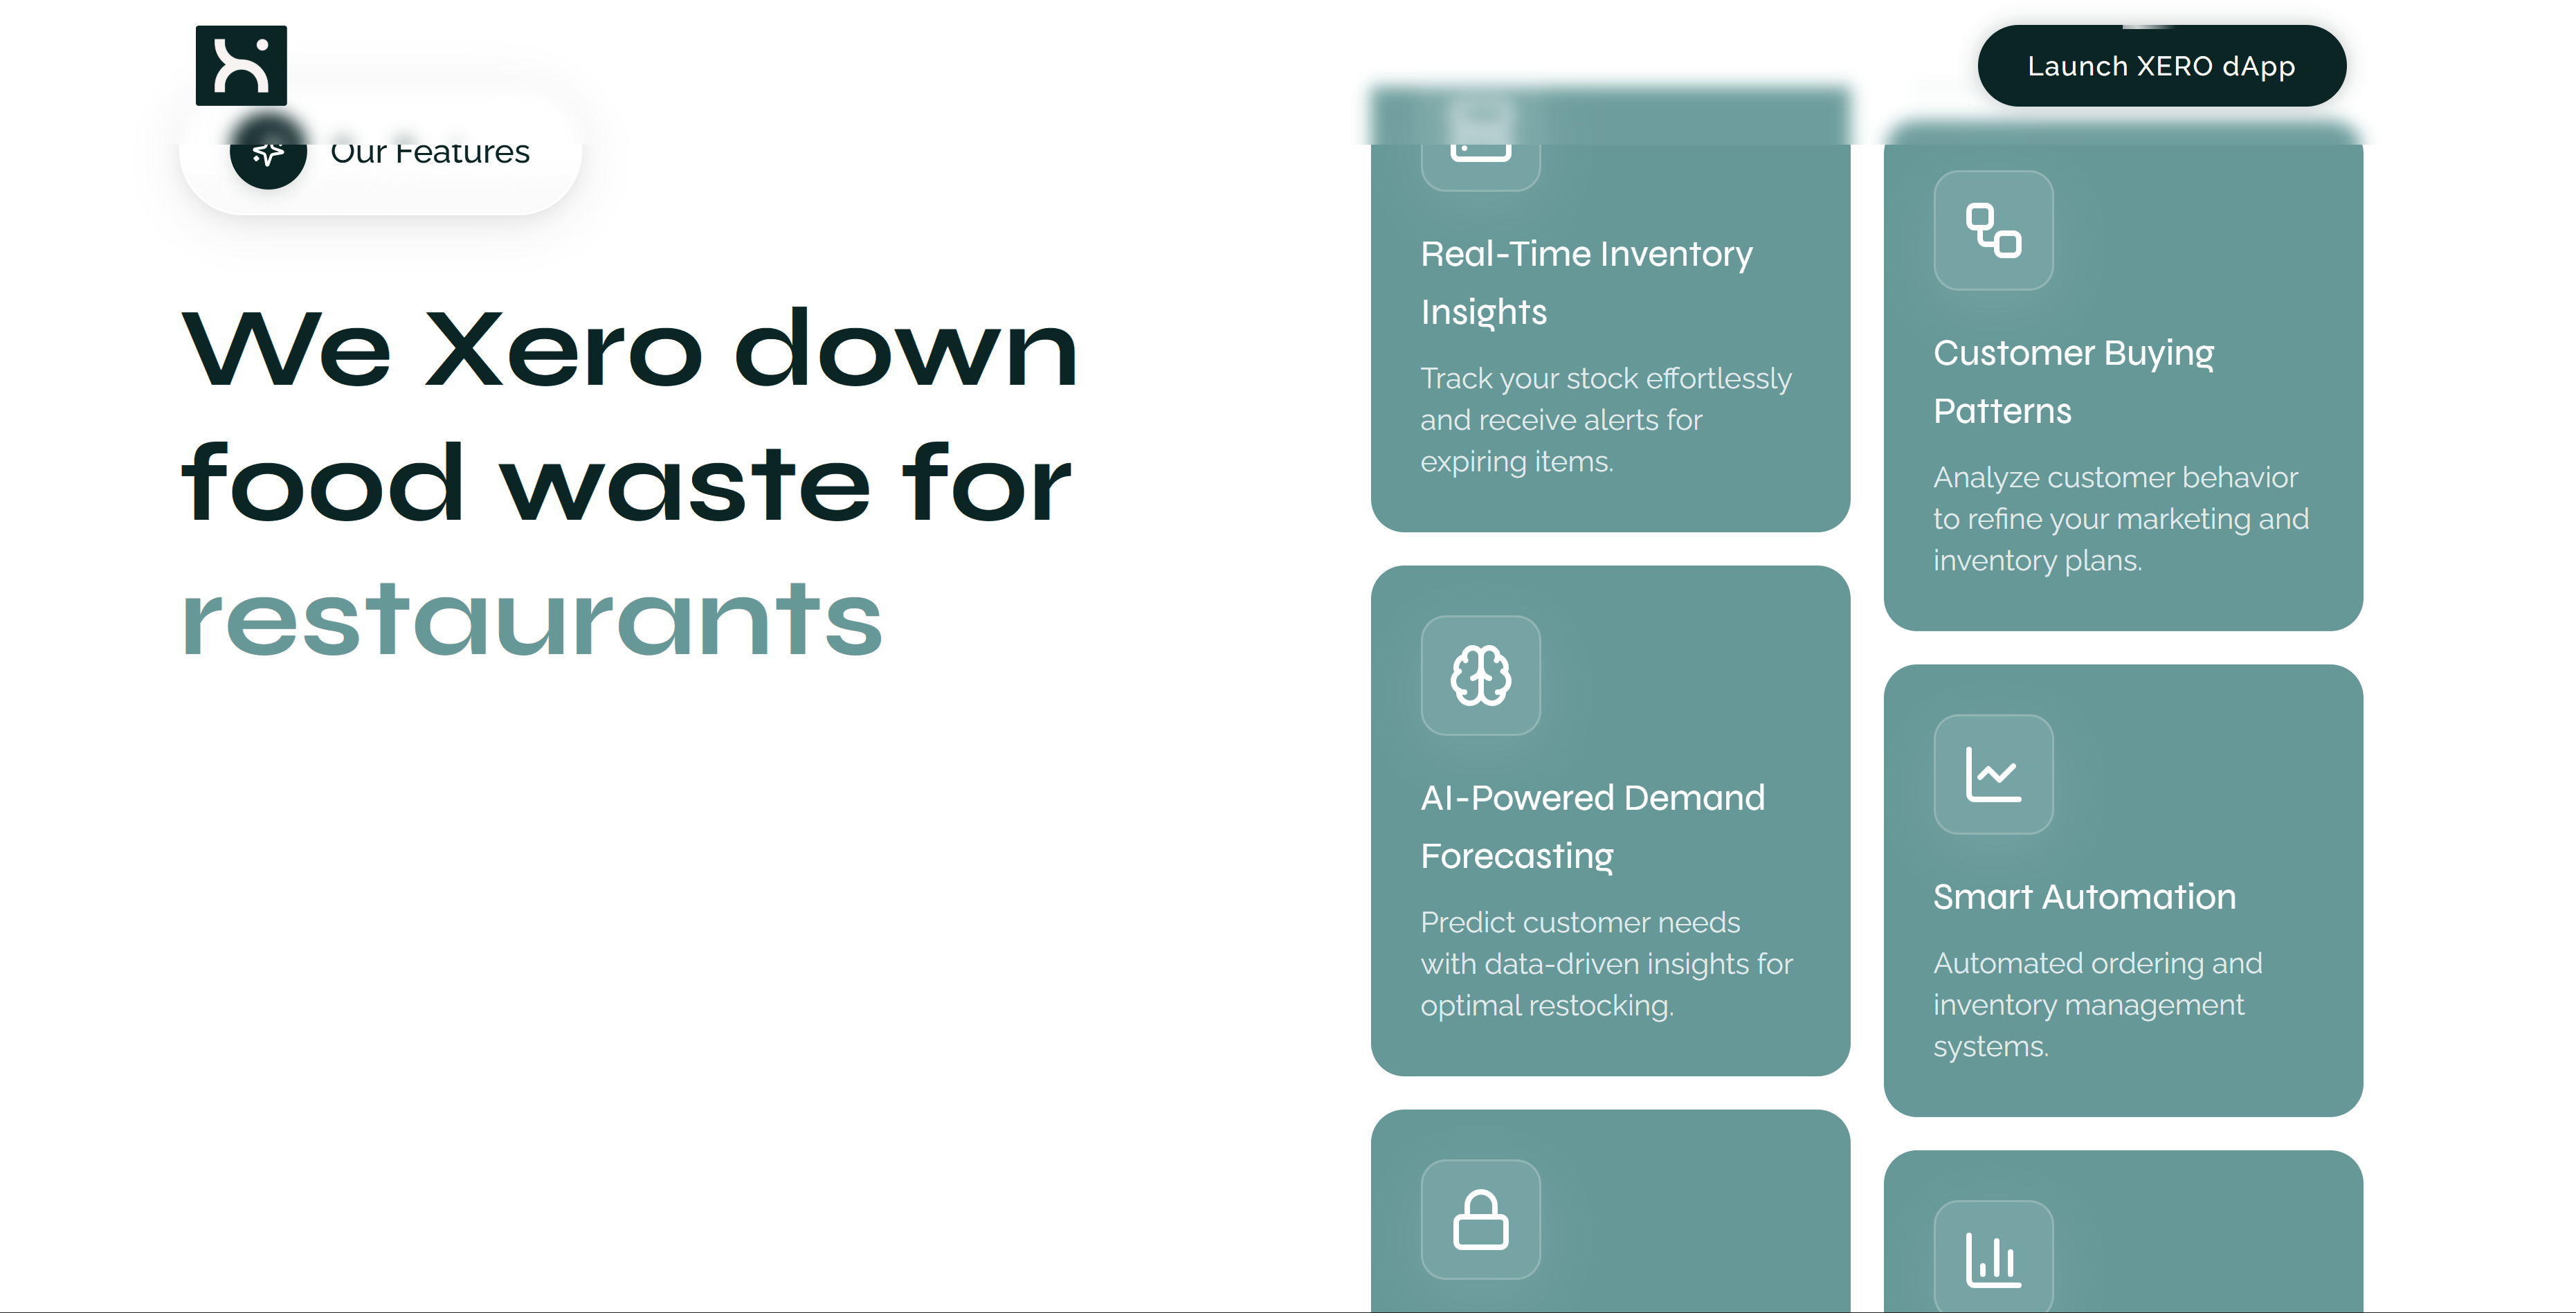 Launch XERO dApp
Our Features
We Xero down
food waste for
restaurants
Real-Time Inventory
Insights
Track your stock effortlessly
and receive alerts for
expiring items.
AI-Powered Demand
Forecasting
Predict customer needs
with data-driven insights for
optimal restocking.
Customer Buying
Patterns
Analyze customer behavior
to refine your marketing and
inventory plans.
Smart Automation
Automated ordering and
inventory management
systems.